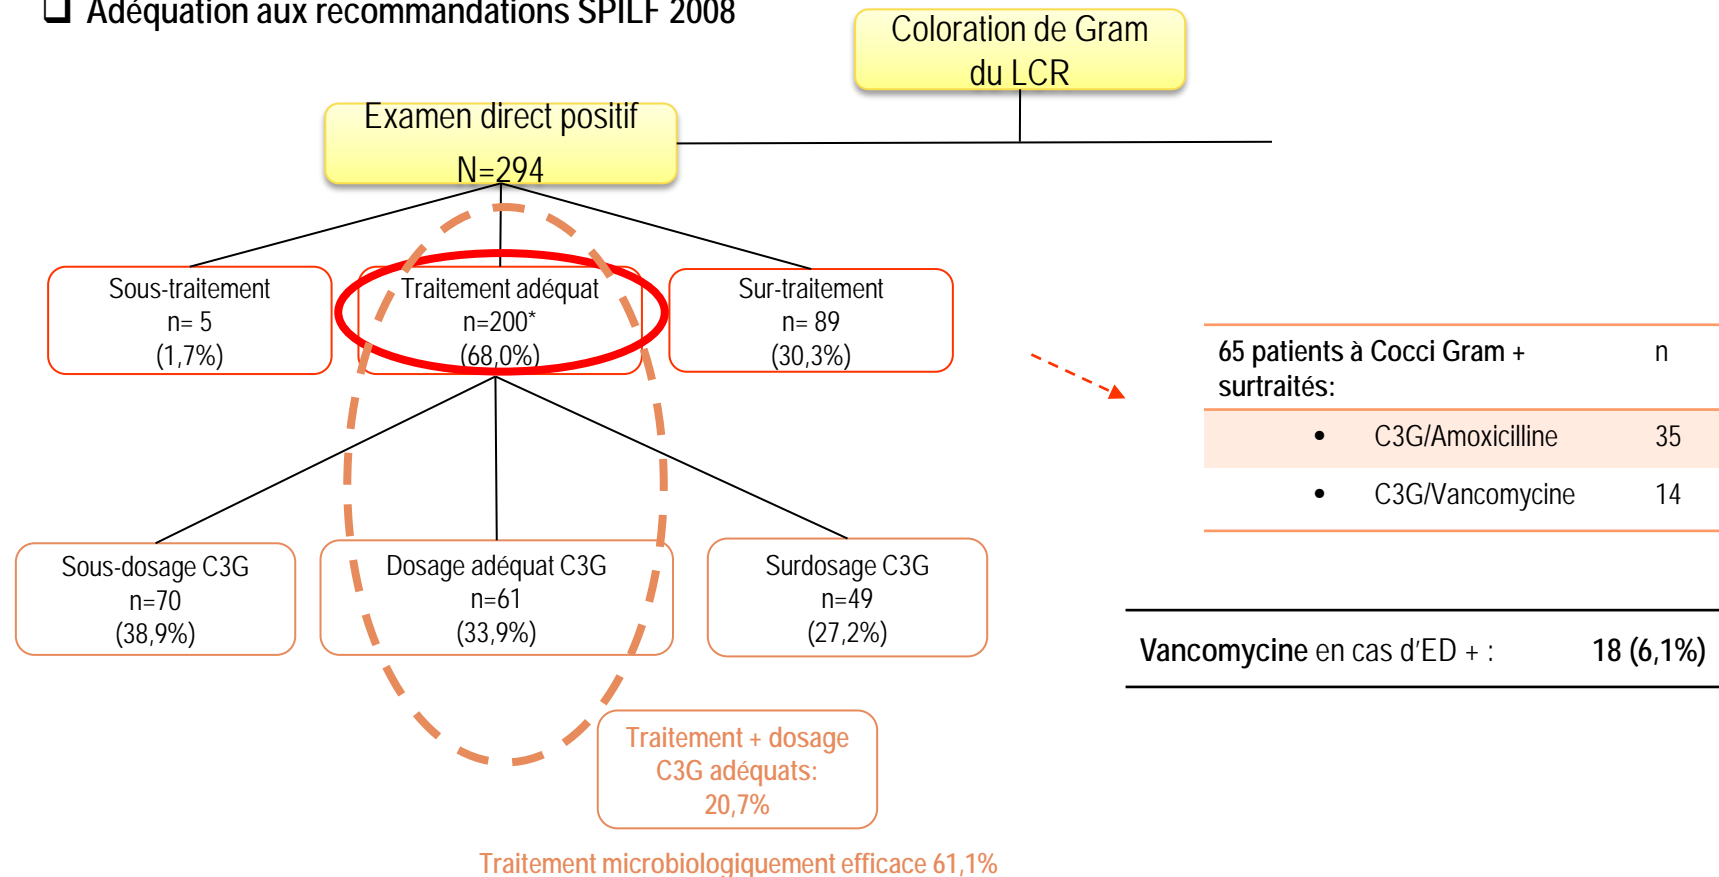 ❑ Adéquation aux recommandations SPILF 2008
Coloration de Gram
du LCR
Examen direct positif
N=294
Sous-traitement
n= 5
(1,7%)
Traitement adéquat
n=200*
(68,0%)
Sur-traitement
n= 89
(30,3%)
65 patients à Cocci Gram + n
surtraités:
• C3G/Amoxicilline 35
• C3G/Vancomycine 14
Sous-dosage C3G
n=70
(38,9%)
Dosage adéquat C3G
n=61
(33,9%)
Surdosage C3G
n=49
(27,2%)
Vancomycine en cas d'ED + : 18 (6,1%)
Traitement + dosage
C3G adéquats:
20,7%
Traitement microbiologiquement efficace 61,1%